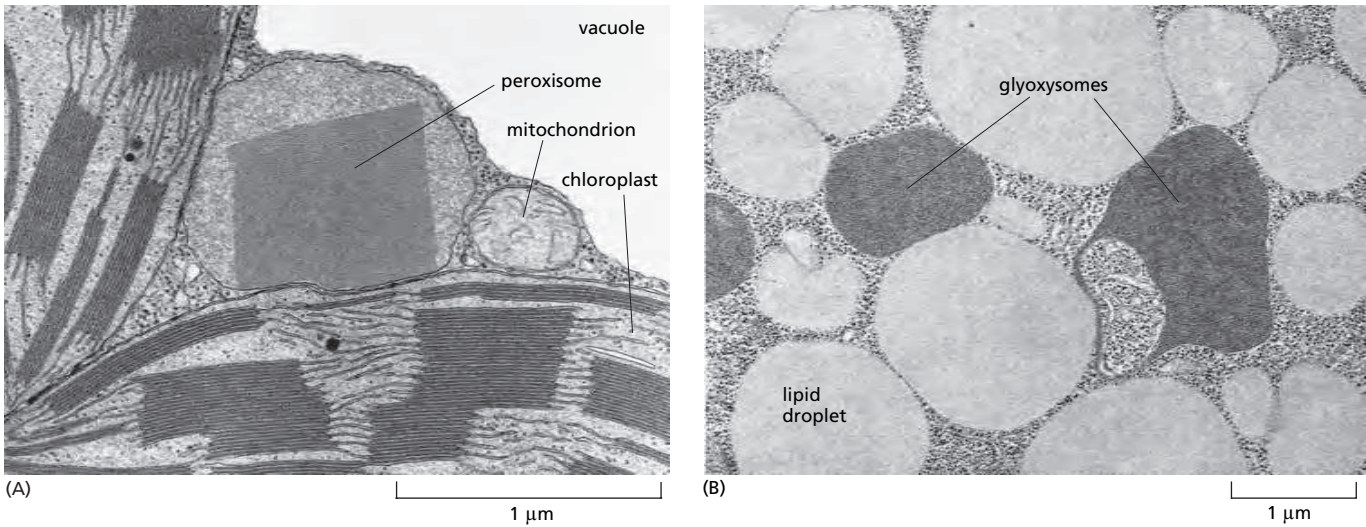 vacuole
peroxisome
mitochondrion
chloroplast
(A)
1 μm
glyoxysomes
lipid
droplet
(B)
1 μm